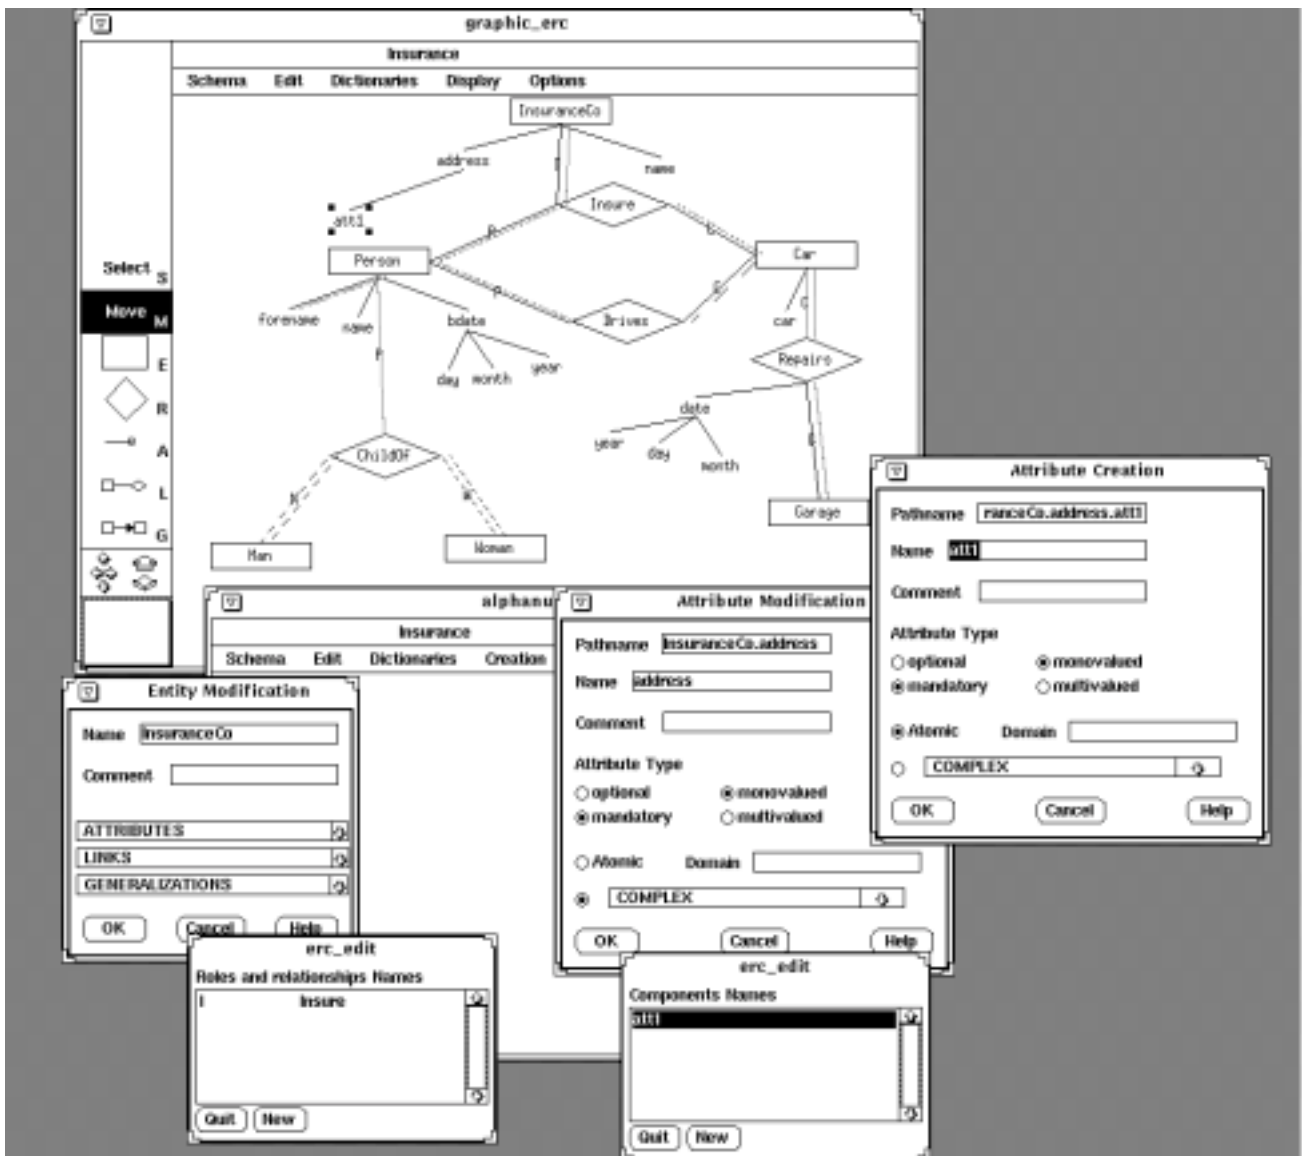 graphic_erc
Insurance
Schema Edit Dictionaries Display Options
InsuranceCo
address
name
I
att1
Insure
P
C
Person
Car
Select S
Move M
P
C
forename
name
bdate
Drives
car
C
E
P
day month year
Repairs
R
date
year
day
month
G
A
ChildOf
L
M
W
Garage
G
Man
Woman
Attribute Creation
Pathname ranceCo.address.att1
Name att1
Comment
Attribute Type
optional monovalued
mandatory multivalued
Atomic Domain
COMPLEX
OK Cancel Help
alphanu
Insurance
Schema Edit Dictionaries Creation
Attribute Modification
Pathname InsuranceCo.address
Name address
Comment
Attribute Type
optional monovalued
mandatory multivalued
Atomic Domain
COMPLEX
OK Cancel Help
Entity Modification
Name InsuranceCo
Comment
ATTRIBUTES
LINKS
GENERALIZATIONS
OK Cancel Help
erc_edit
Roles and relationships Names
I Insure
Quit New
erc_edit
Components Names
att1
Quit New